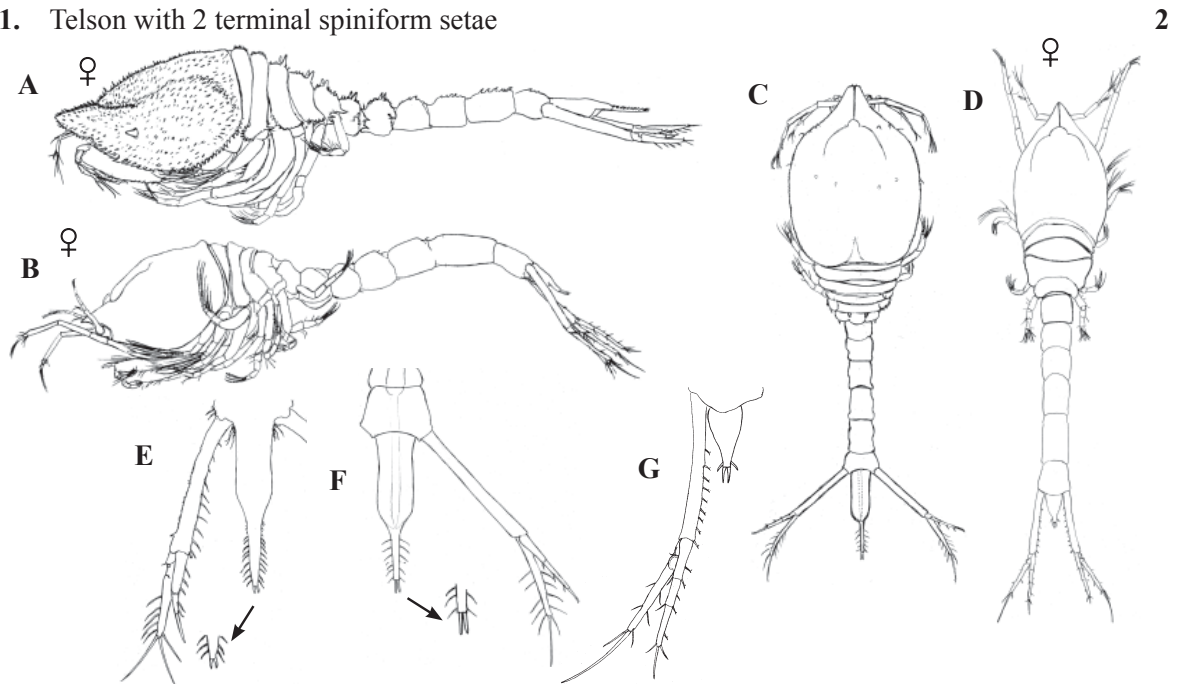 1. Telson with 2 terminal spiniform setae 2
A ♀
C
D ♀
B ♀
E
F
G